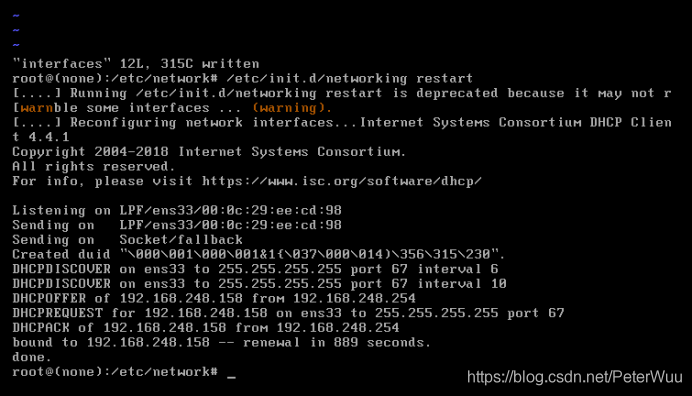 ~
~
~
"interfaces" 12L, 315C written
root@(none):/etc/network# /etc/init.d/networking restart
[....] Running /etc/init.d/networking restart is deprecated because it may not r
[warnble some interfaces ... (warning).
[....] Reconfiguring network interfaces...Internet Systems Consortium DHCP Clien
t 4.4.1
Copyright 2004-2018 Internet Systems Consortium.
All rights reserved.
For info, please visit https://www.isc.org/software/dhcp/
Listening on LPF/ens33/00:0c:29:ee:cd:98
Sending on   LPF/ens33/00:0c:29:ee:cd:98
Sending on   Socket/fallback
Created duid "\000\001\000\001&1{\037\000\014)\356\315\230".
DHCPDISCOVER on ens33 to 255.255.255.255 port 67 interval 6
DHCPDISCOVER on ens33 to 255.255.255.255 port 67 interval 10
DHCPOFFER of 192.168.248.158 from 192.168.248.254
DHCPREQUEST for 192.168.248.158 on ens33 to 255.255.255.255 port 67
DHCPACK of 192.168.248.158 from 192.168.248.254
bound to 192.168.248.158 -- renewal in 889 seconds.
done.
root@(none):/etc/network# _
https://blog.csdn.net/PeterWuu